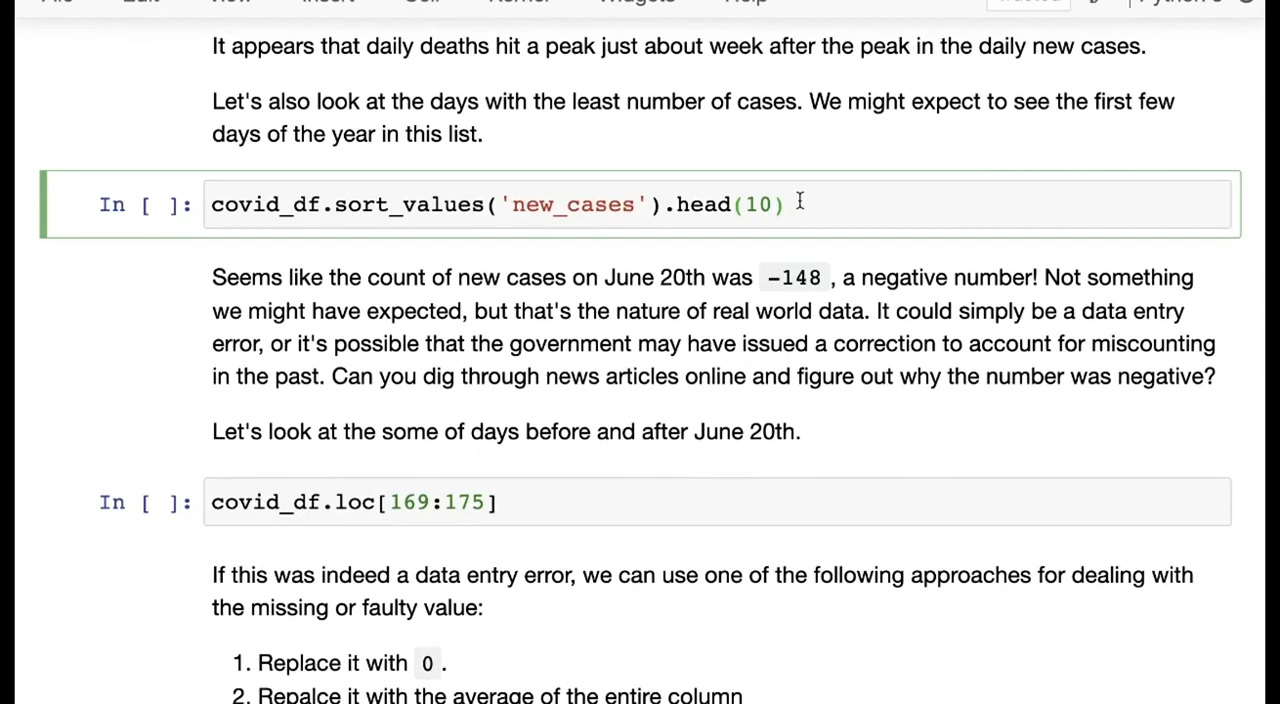 It appears that daily deaths hit a peak just about week after the peak in the daily new cases.
Let's also look at the days with the least number of cases. We might expect to see the first few
days of the year in this list.
In [ ]: covid_df.sort_values('new_cases').head(10)
Seems like the count of new cases on June 20th was -148 , a negative number! Not something
we might have expected, but that's the nature of real world data. It could simply be a data entry
error, or it's possible that the government may have issued a correction to account for miscounting
in the past. Can you dig through news articles online and figure out why the number was negative?
Let's look at the some of days before and after June 20th.
In [ ]: covid_df.loc[169:175]
If this was indeed a data entry error, we can use one of the following approaches for dealing with
the missing or faulty value:
1. Replace it with 0 .
2. Repalce it with the average of the entire column